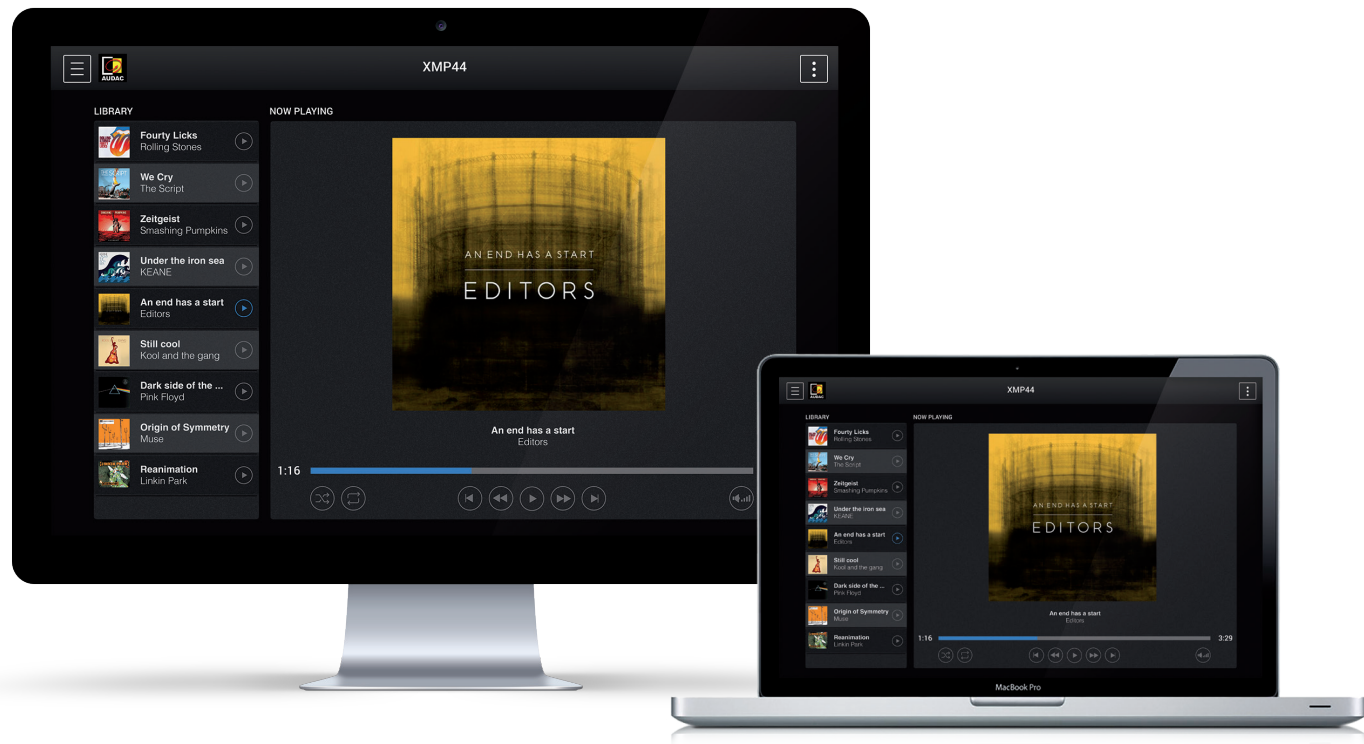 AUDAC
XMP44
LIBRARY
NOW PLAYING
Fourty Licks
Rolling Stones
We Cry
The Script
Zeitgeist
Smashing Pumpkins
Under the iron sea
KEANE
An end has a start
Editors
Still cool
Kool and the gang
Dark side of the ...
Pink Floyd
Origin of Symmetry
Muse
Reanimation
Linkin Park
AN END HAS A START
EDITORS
An end has a start
Editors
1:16
AUDAC
XMP44
LIBRARY
NOW PLAYING
Fourty Licks
Rolling Stones
We Cry
The Script
Zeitgeist
Smashing Pumpkins
Under the iron sea
KEANE
An end has a start
Editors
Still cool
Kool and the gang
Dark side of the ...
Pink Floyd
Origin of Symmetry
Muse
Reanimation
Linkin Park
AN END HAS A START
EDITORS
An end has a start
Editors
1:16
3:29
MacBook Pro